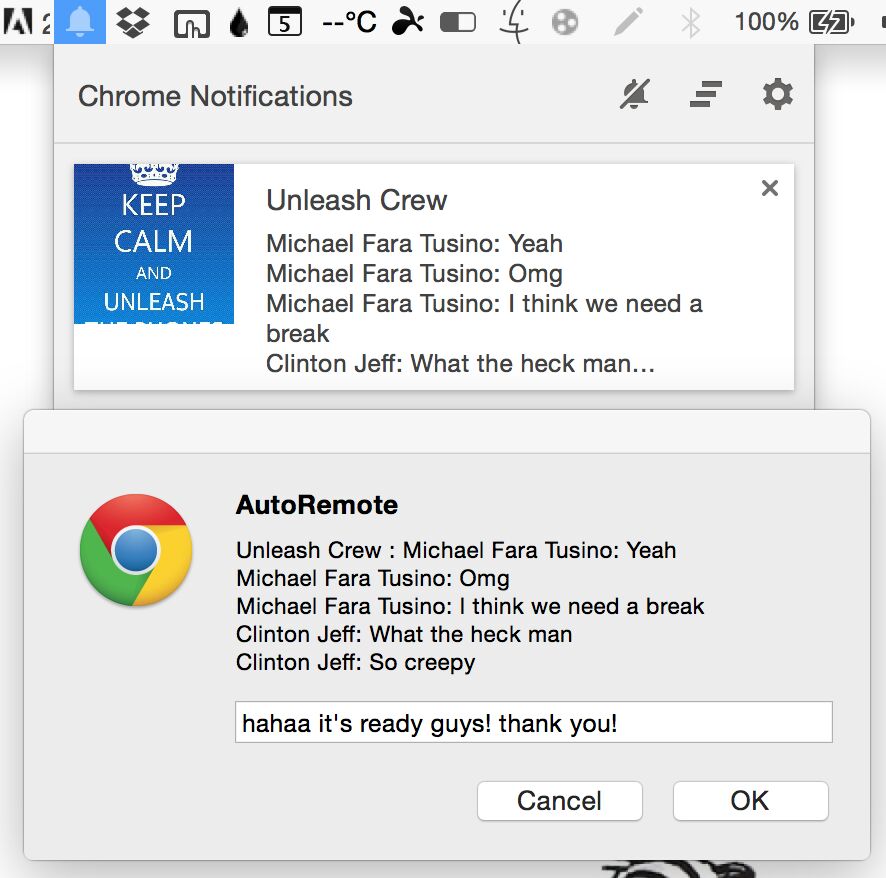 5 --°C 100%
Chrome Notifications
KEEP
CALM
AND
UNLEASH
Unleash Crew
Michael Fara Tusino: Yeah
Michael Fara Tusino: Omg
Michael Fara Tusino: I think we need a
break
Clinton Jeff: What the heck man...
AutoRemote
Unleash Crew : Michael Fara Tusino: Yeah
Michael Fara Tusino: Omg
Michael Fara Tusino: I think we need a break
Clinton Jeff: What the heck man
Clinton Jeff: So creepy
hahaa it's ready guys! thank you!
Cancel OK